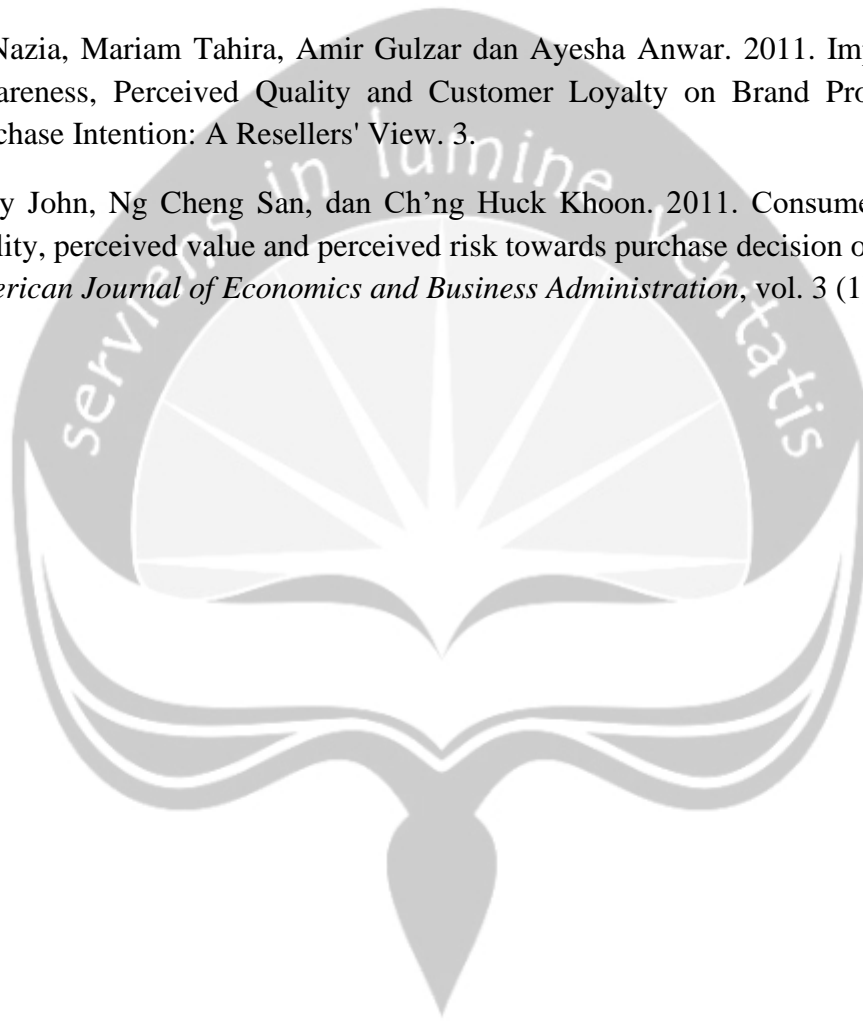 Nazia, Mariam Tahira, Amir Gulzar dan Ayesha Anwar. 2011. Imp
areness, Perceived Quality and Customer Loyalty on Brand Pro
chase Intention: A Resellers' View. 3.
y John, Ng Cheng San, dan Ch’ng Huck Khoon. 2011. Consume
lity, perceived value and perceived risk towards purchase decision o
erican Journal of Economics and Business Administration, vol. 3 (1
serviens in lumine veritatis